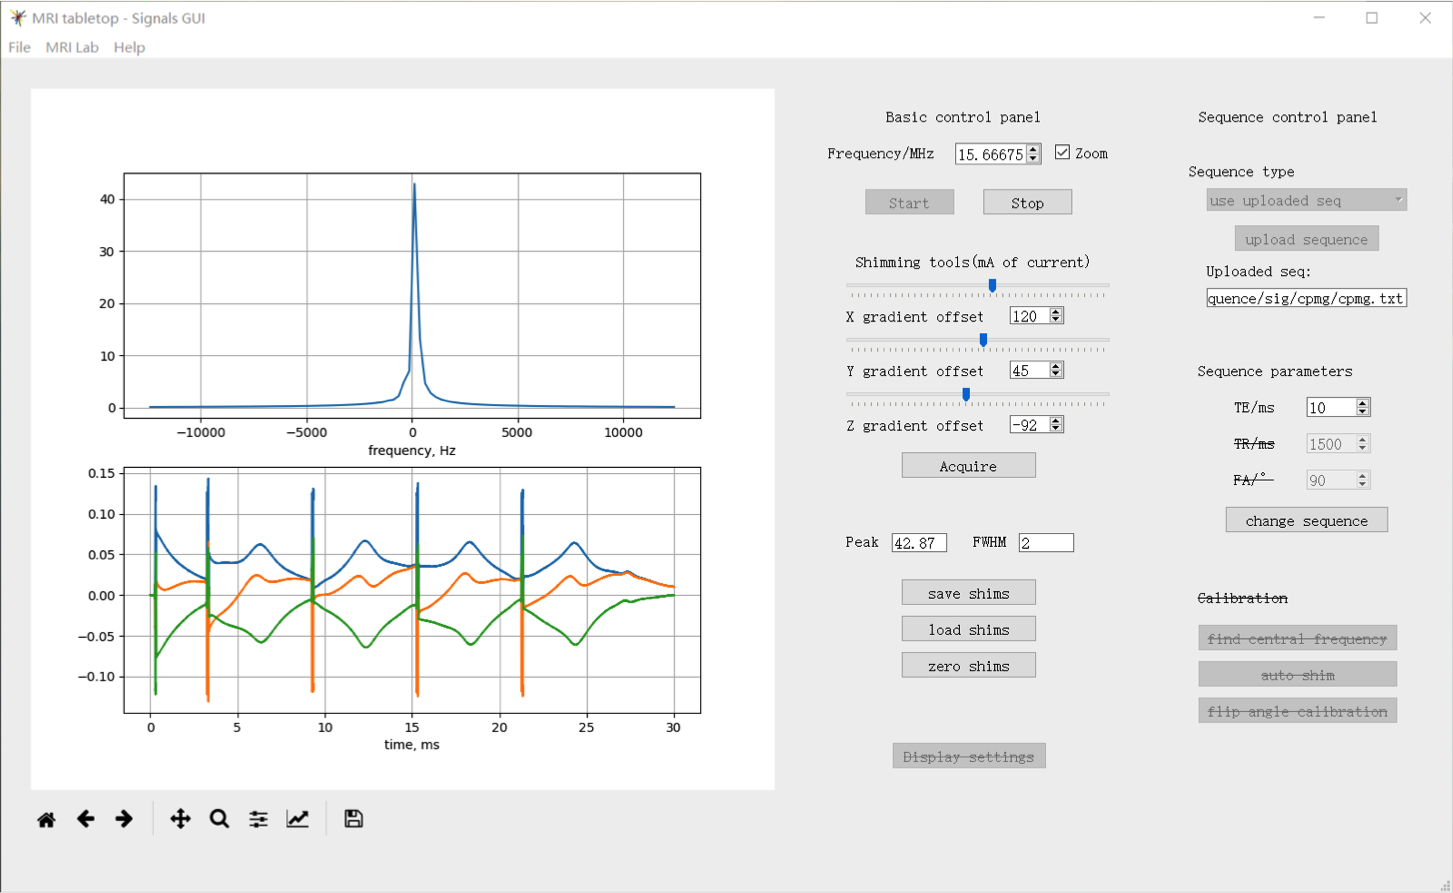 MRI tabletop - Signals GUI
File MRI Lab Help
40
30
20
10
0
−10000 −5000 0 5000 10000
frequency, Hz
0.15
0.10
0.05
0.00
−0.05
−0.10
0 5 10 15 20 25 30
time, ms
Basic control panel
Frequency/MHz 15.66675 Zoom
Start Stop
Shimming tools(mA of current)
X gradient offset 120
Y gradient offset 45
Z gradient offset -92
Acquire
Peak 42.87 FWHM 2
save shims
load shims
zero shims
Display settings
Sequence control panel
Sequence type
use uploaded seq
upload sequence
Uploaded seq:
quence/sig/cpmg/cpmg.txt
Sequence parameters
TE/ms 10
TR/ms 1500
FA/° 90
change sequence
Calibration
find central frequency
auto shim
flip angle calibration